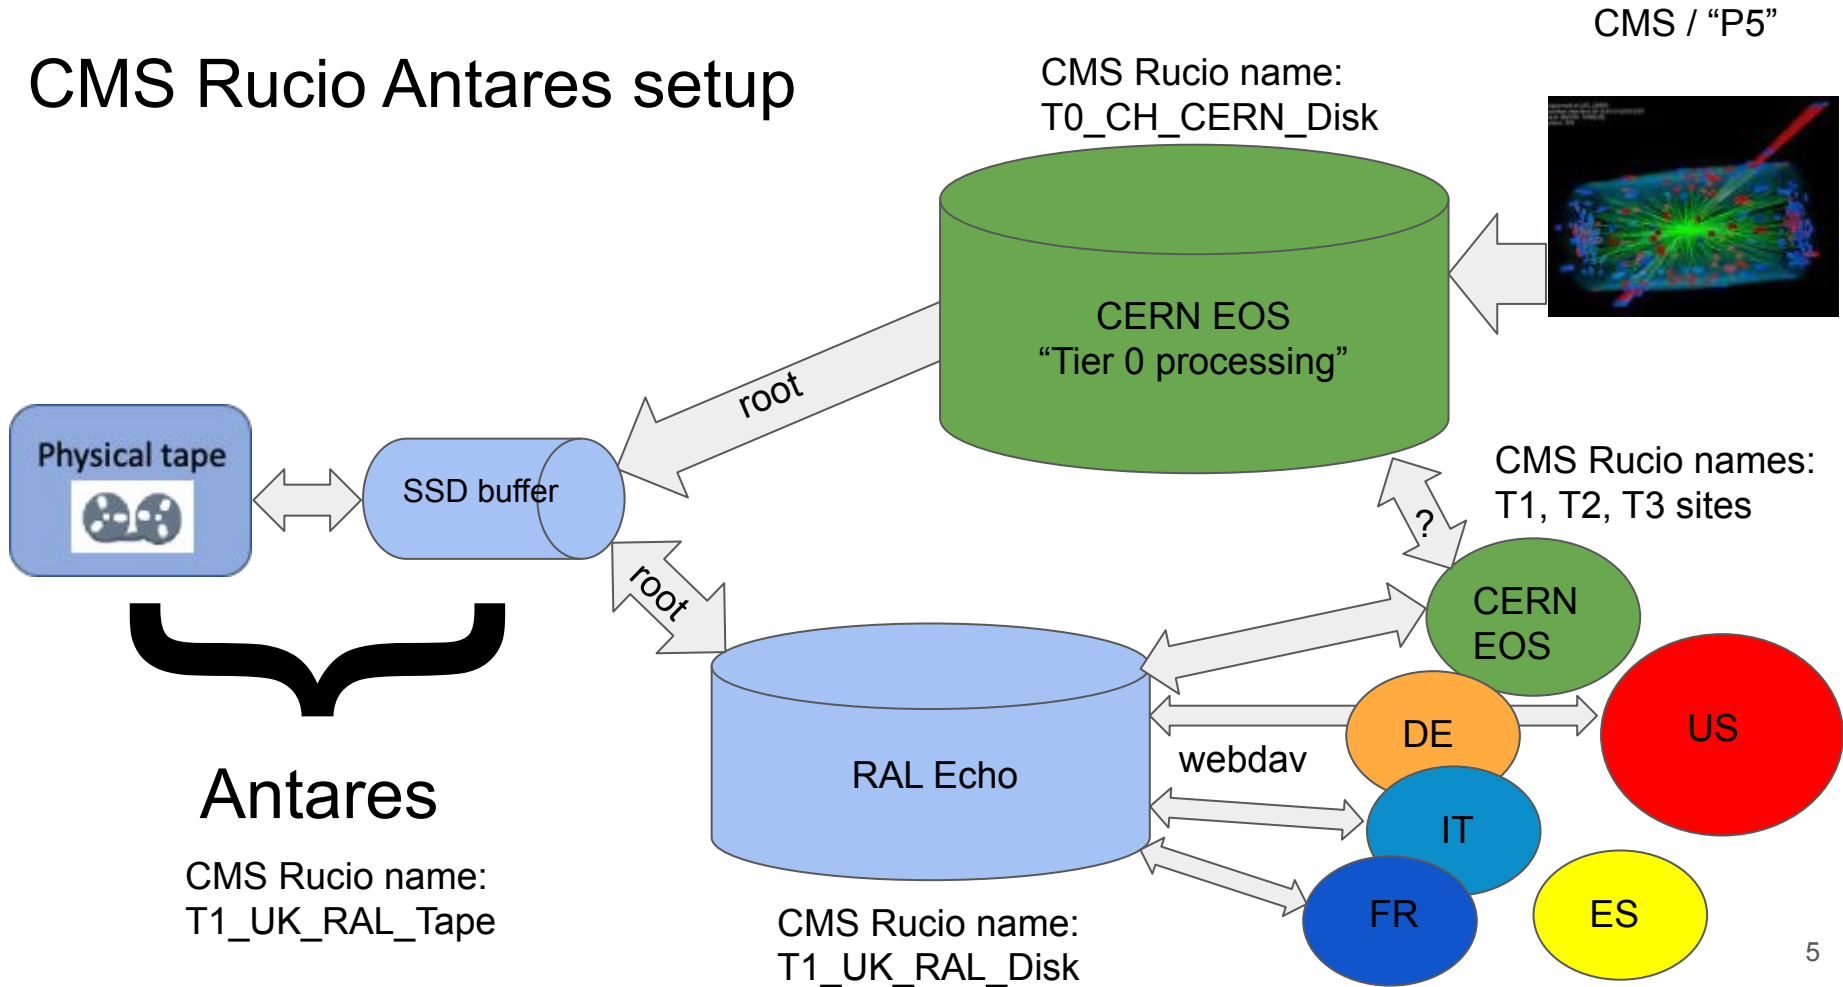 CMS Rucio Antares setup
CMS / “P5”
CMS Rucio name:
T0_CH_CERN_Disk
CERN EOS
“Tier 0 processing”
root
Physical tape
SSD buffer
CMS Rucio names:
T1, T2, T3 sites
?
root
CERN
EOS
DE
US
webdav
RAL Echo
IT
FR
ES
Antares
CMS Rucio name:
T1_UK_RAL_Tape
CMS Rucio name:
T1_UK_RAL_Disk
5